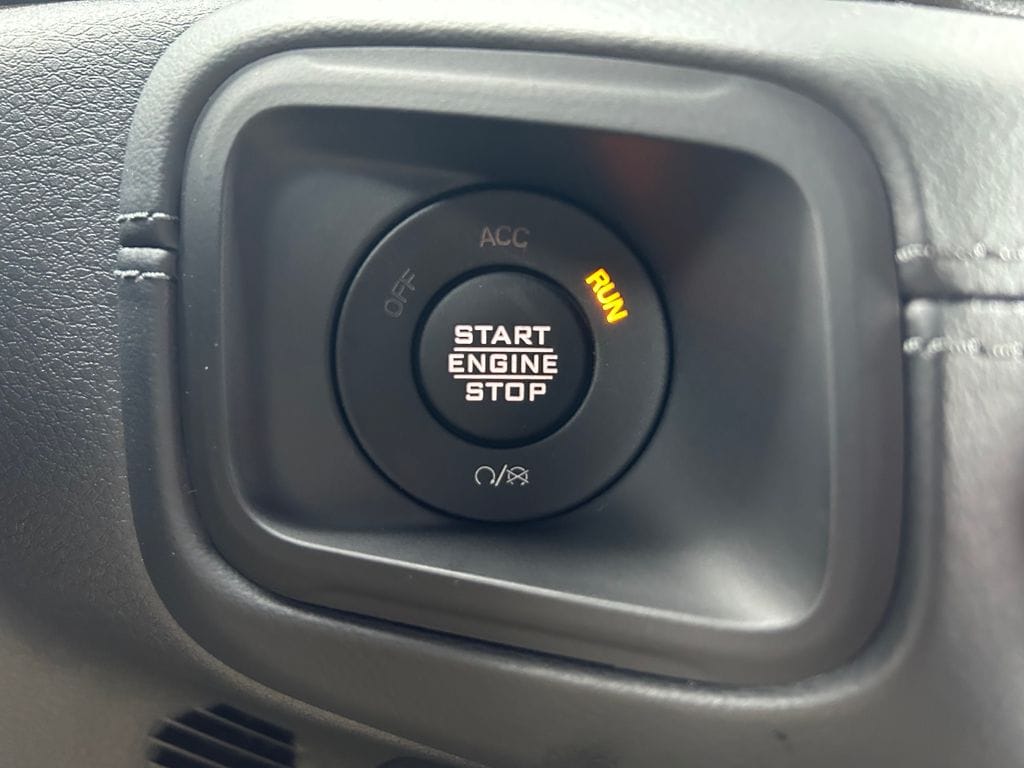 ACC
OFF
RUN
START
ENGINE
STOP